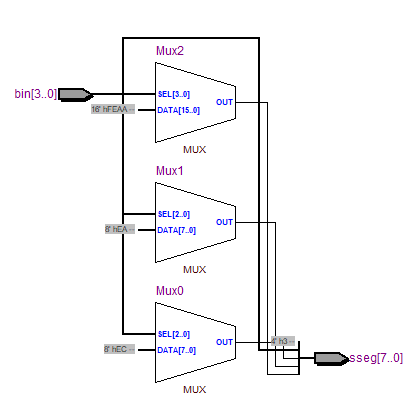 Mux2
bin[3..0]
SEL[3..0]
OUT
16' hFEAA --
DATA[15..0]
MUX
Mux1
SEL[2..0]
OUT
8' hEA --
DATA[7..0]
MUX
Mux0
SEL[2..0]
OUT
4' h3 --
8' hEC --
DATA[7..0]
sseg[7..0]
MUX